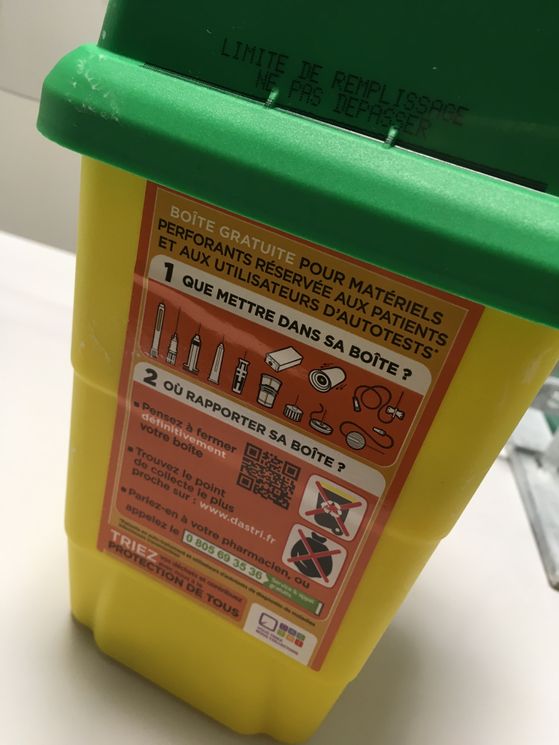 LIMITE DE REMPLISSAGE
NE PAS DEPASSER
BOÎTE GRATUITE POUR MATÉRIELS
PERFORANTS RÉSERVÉE AUX PATIENTS
ET AUX UTILISATEURS D'AUTOTESTS*
1 QUE METTRE DANS SA BOÎTE ?
2 OÙ RAPPORTER SA BOÎTE ?
• Pensez à fermer
définitivement
votre boîte
• Trouvez le point
de collecte le plus
proche sur : www.dastri.fr
• Parlez-en à votre pharmacien, ou
appelez le 0 805 69 35 36 Service & appel
gratuits
TRIEZ
PROTECTION DE TOUS